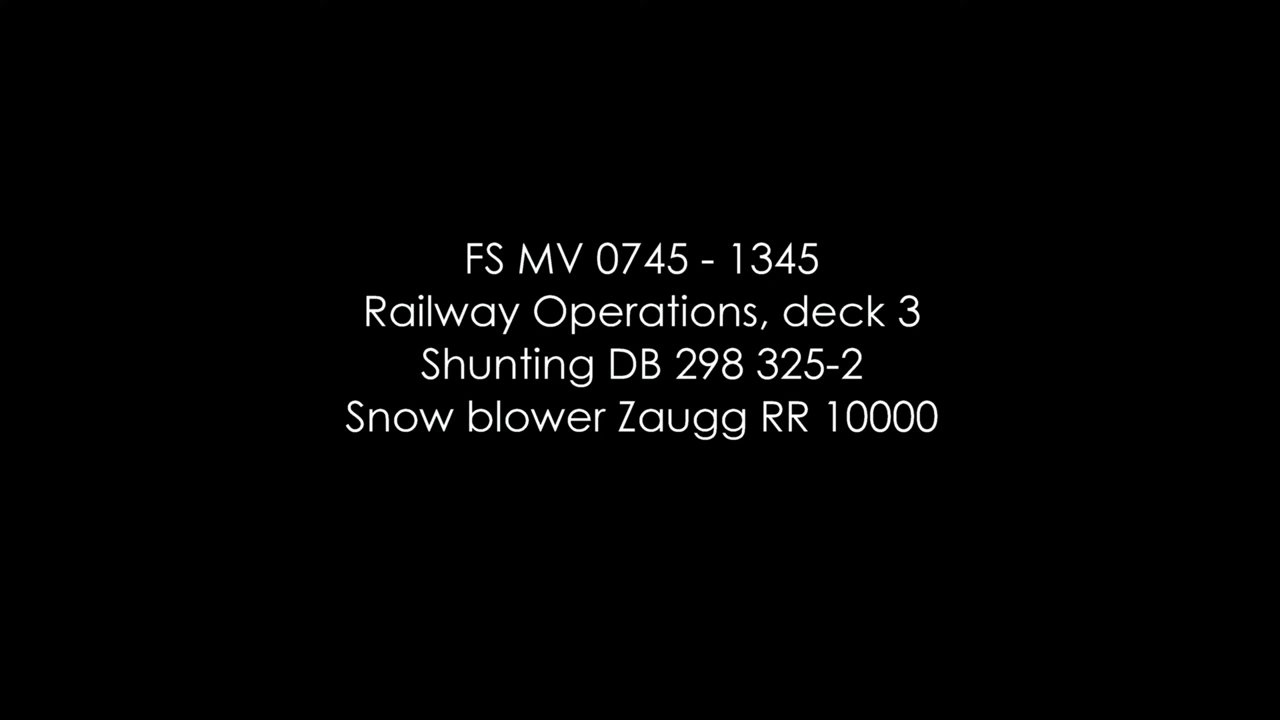 FS MV 0745 - 1345
Railway Operations, deck 3
Shunting DB 298 325-2
Snow blower Zaugg RR 10000